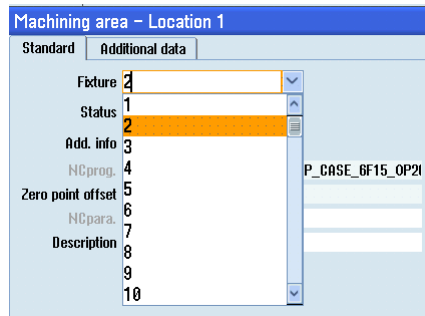 Machining area - Location 1
Standard Additional data
Fixture 2
Status 1
2
Add. info 3
NCprog. 4 P_CASE_6F15_OP2
Zero point offset 5
NCpara. 6
7
Description 8
9
10